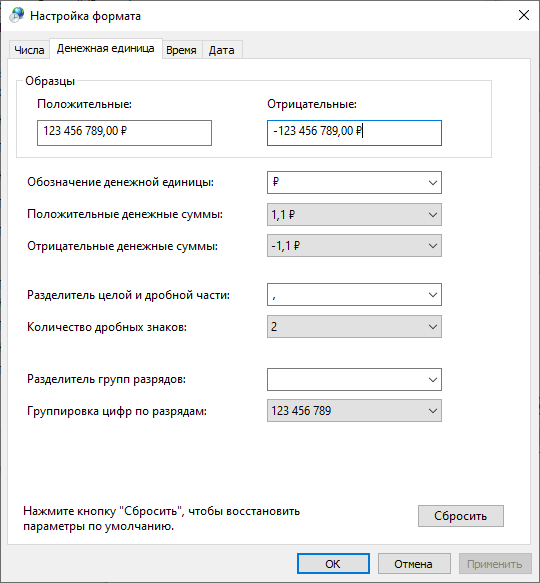 Настройка формата
Числа Денежная единица Время Дата
Образцы
Положительные: Отрицательные:
123 456 789,00 ₽ -123 456 789,00 ₽
Обозначение денежной единицы: ₽
Положительные денежные суммы: 1,1 ₽
Отрицательные денежные суммы: -1,1 ₽
Разделитель целой и дробной части: ,
Количество дробных знаков: 2
Разделитель групп разрядов:
Группировка цифр по разрядам: 123 456 789
Нажмите кнопку "Сбросить", чтобы восстановить
параметры по умолчанию.
Сбросить
ОК Отмена Применить